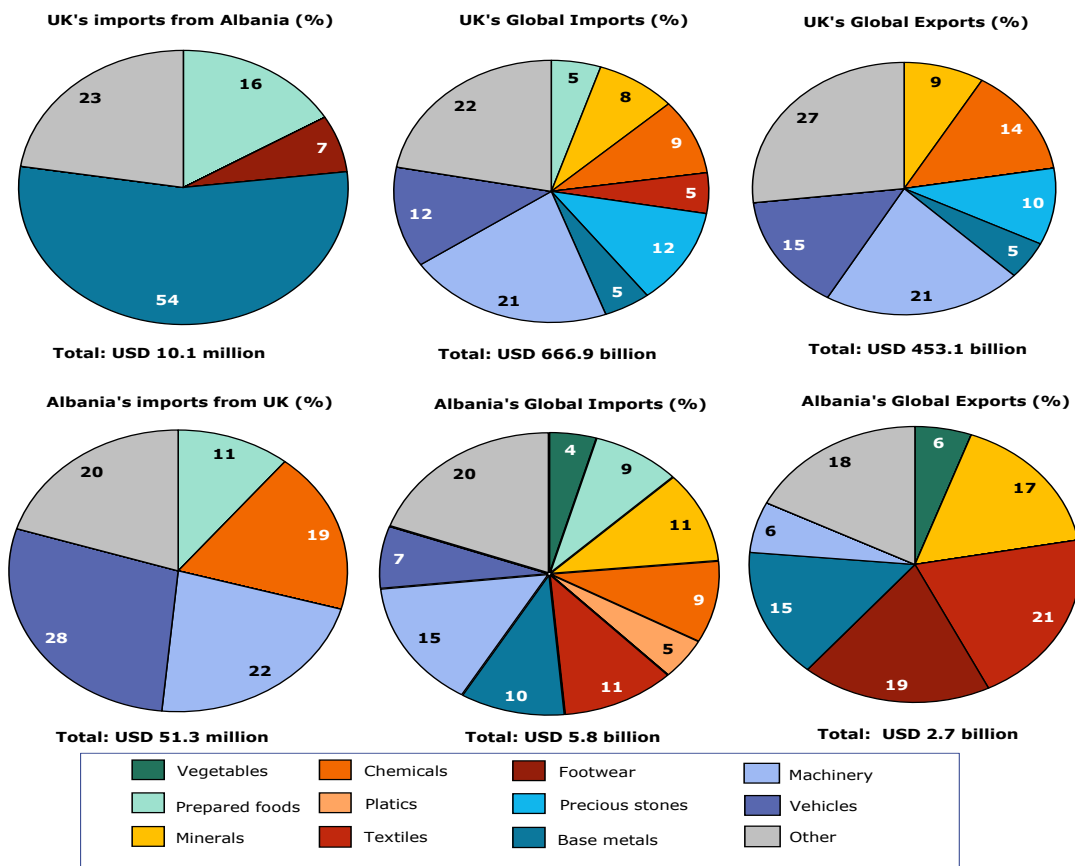 UK's imports from Albania (%)
16
7
54
23
Total: USD 10.1 million
UK's Global Imports (%)
5
8
9
5
12
5
21
12
22
Total: USD 666.9 billion
UK's Global Exports (%)
9
14
10
5
21
15
27
Total: USD 453.1 billion
Albania's imports from UK (%)
11
19
22
28
20
Total: USD 51.3 million
Albania's Global Imports (%)
4
9
11
9
5
11
10
15
7
20
Total: USD 5.8 billion
Albania's Global Exports (%)
6
17
21
19
15
6
18
Total: USD 2.7 billion
Vegetables
Prepared foods
Minerals
Chemicals
Platics
Textiles
Footwear
Precious stones
Base metals
Machinery
Vehicles
Other